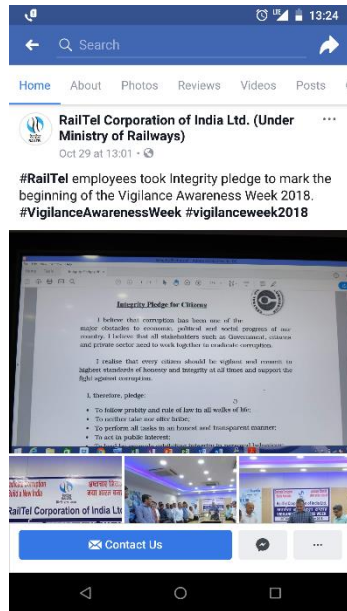 13:24
Search
Home About Photos Reviews Videos Posts
RailTel Corporation of India Ltd. (Under
Ministry of Railways)
Oct 29 at 13:01
#RailTel employees took Integrity pledge to mark the
beginning of the Vigilance Awareness Week 2018.
#VigilanceAwarenessWeek #vigilanceweek2018
Integrity Pledge for Citizens
I believe that corruption has been one of the
major obstacles to economic, political and social progress of our
country. I believe that all stakeholders such as Government, citizens
and private sector need to work together to eradicate corruption.
I realise that every citizen should be vigilant and commit to
highest standards of honesty and integrity at all times and support the
fight against corruption.
I, therefore, pledge:
• To follow probity and rule of law in all walks of life;
• To neither take nor offer bribe;
• To perform all tasks in an honest and transparent manner;
• To act in public interest;
Build a New India
नया भारत
RailTel Corporation of India Ltd
Contact Us